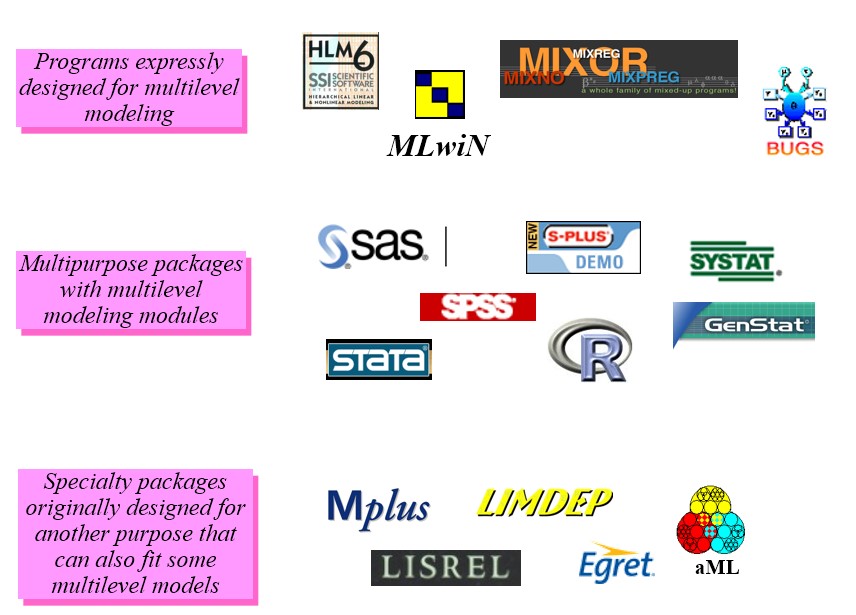 Programs expressly
designed for multilevel
modeling
HLM6
SSI SCIENTIFIC
SOFTWARE
INTERNATIONAL
HIERARCHICAL LINEAR
& NONLINEAR MODELING
MLwiN
MIXREG
MIXOR
MIXNO
MIXPREG
a whole family of mixed-up programs!
BUGS
Multipurpose packages
with multilevel
modeling modules
sas
NEW
S-PLUS
DEMO
SYSTAT
SPSS
GenStat
STATA
R
Specialty packages
originally designed for
another purpose that
can also fit some
multilevel models
Mplus
LIMDEP
LISREL
Egret
aML